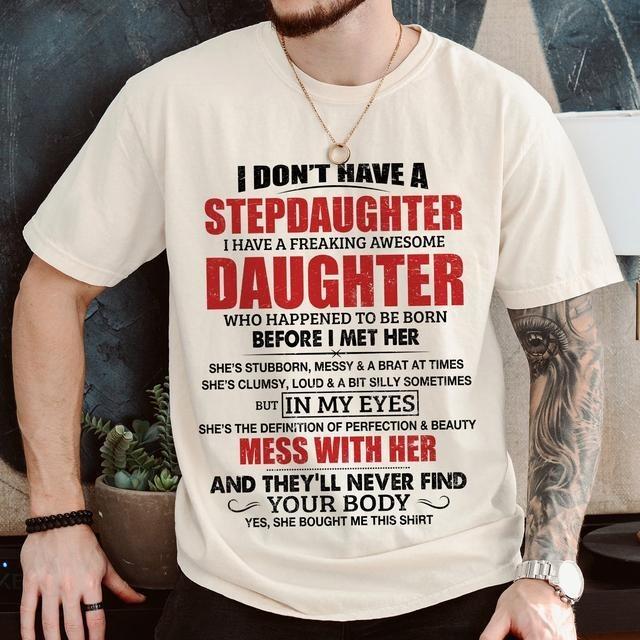 I DON'T HAVE A
STEPDAUGHTER
I HAVE A FREAKING AWESOME
DAUGHTER
WHO HAPPENED TO BE BORN
BEFORE I MET HER
SHE'S STUBBORN, MESSY & A BRAT AT TIMES
SHE'S CLUMSY, LOUD & A BIT SILLY SOMETIMES
BUT IN MY EYES
SHE'S THE DEFINITION OF PERFECTION & BEAUTY
MESS WITH HER
AND THEY'LL NEVER FIND
YOUR BODY
YES, SHE BOUGHT ME THIS SHIRT